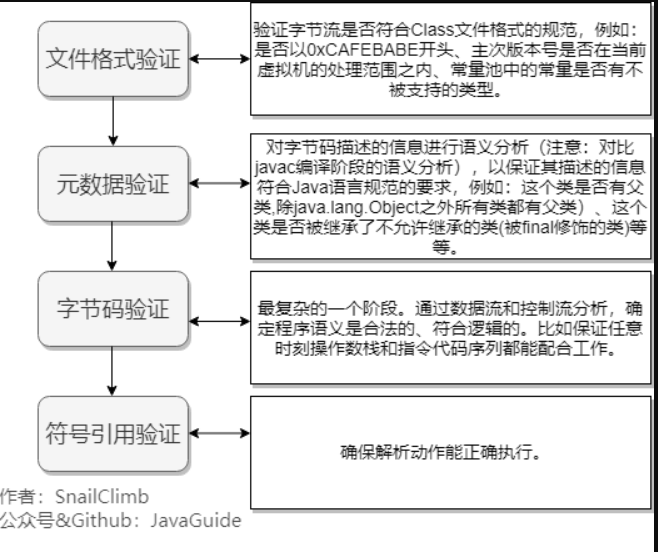 文件格式验证
验证字节流是否符合Class文件格式的规范，例如：
是否以0xCAFEBABE开头、主次版本号是否在当前
虚拟机的处理范围之内、常量池中的常量是否有不
被支持的类型。
元数据验证
对字节码描述的信息进行语义分析（注意：对比
javac编译阶段的语义分析），以保证其描述的信息
符合Java语言规范的要求，例如：这个类是否有父
类,除java.lang.Object之外所有类都有父类）、这个
类是否被继承了不允许继承的类(被final修饰的类)等
等。
字节码验证
最复杂的一个阶段。通过数据流和控制流分析，确
定程序语义是合法的、符合逻辑的。比如保证任意
时刻操作数栈和指令代码序列都能配合工作。
符号引用验证
确保解析动作能正确执行。
作者：SnailClimb
公众号&Github：JavaGuide